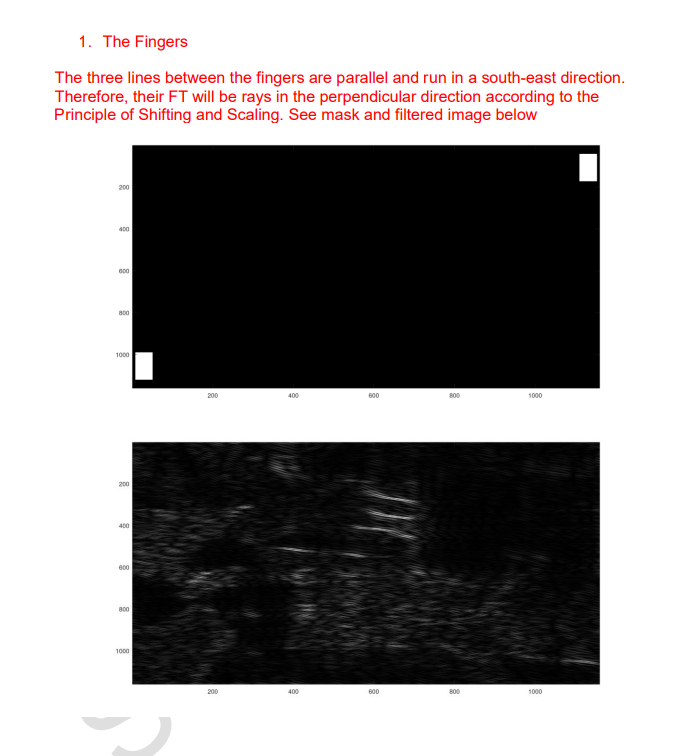 1. The Fingers
The three lines between the fingers are parallel and run in a south-east direction.
Therefore, their FT will be rays in the perpendicular direction according to the
Principle of Shifting and Scaling. See mask and filtered image below
200
400
600
800
1000
200 400 600 800 1000
200
400
600
800
1000
200 400 600 800 1000